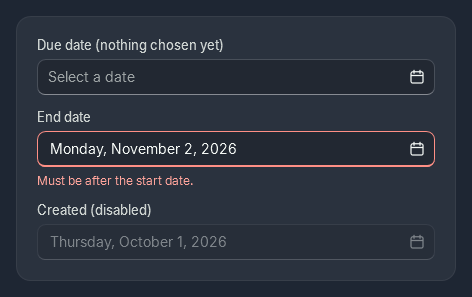 Due date (nothing chosen yet)
Select a date
End date
Monday, November 2, 2026
Must be after the start date.
Created (disabled)
Thursday, October 1, 2026